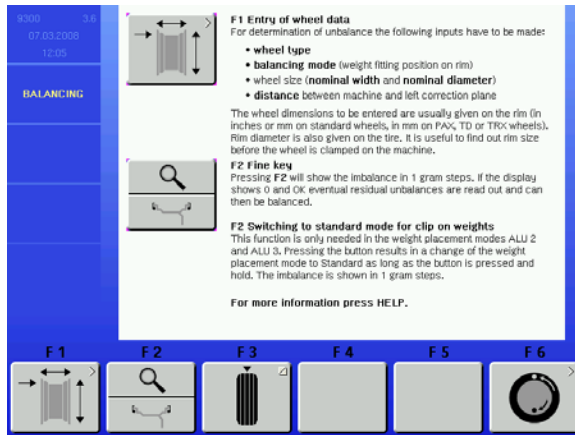 9300 3.6
07.03.2008
12:05
BALANCING
F1 Entry of wheel data
For determination of unbalance the following inputs have to be made:
• wheel type
• balancing mode (weight fitting position on rim)
• wheel size (nominal width and nominal diameter)
• distance between machine and left correction plane
The wheel dimensions to be entered are usually given on the rim (in
inches or mm on standard wheels, in mm on PAX, TD or TRX wheels).
Rim diameter is also given on the tire. It is useful to find out rim size
before the wheel is clamped on the machine.
F2 Fine key
Pressing F2 will show the imbalance in 1 gram steps. If the display
shows 0 and OK eventual residual unbalances are read out and can
then be balanced.
F2 Switching to standard mode for clip on weights
This function is only needed in the weight placement modes ALU 2
and ALU 3. Pressing the button results in a change of the weight
placement mode to Standard as long as the button is pressed and
hold. The imbalance is shown in 1 gram steps.
For more information press HELP.
F 1 F 2 F 3 F 4 F 5 F 6